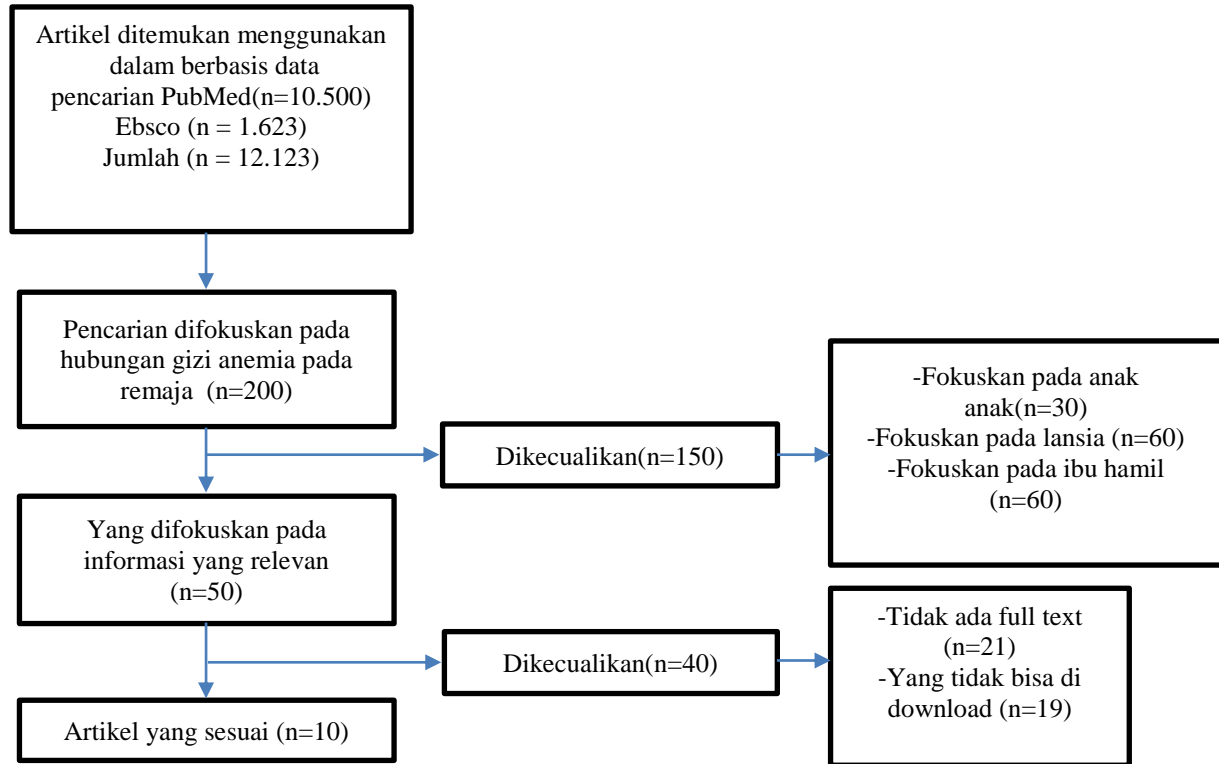 Artikel ditemukan menggunakan
dalam berbasis data
pencarian PubMed(n=10.500)
Ebsco (n = 1.623)
Jumlah (n = 12.123)
Pencarian difokuskan pada
hubungan gizi anemia pada
remaja (n=200)
Dikecualikan(n=150)
-Fokuskan pada anak
anak(n=30)
-Fokuskan pada lansia (n=60)
-Fokuskan pada ibu hamil
(n=60)
Yang difokuskan pada
informasi yang relevan
(n=50)
Dikecualikan(n=40)
-Tidak ada full text
(n=21)
-Yang tidak bisa di
download (n=19)
Artikel yang sesuai (n=10)